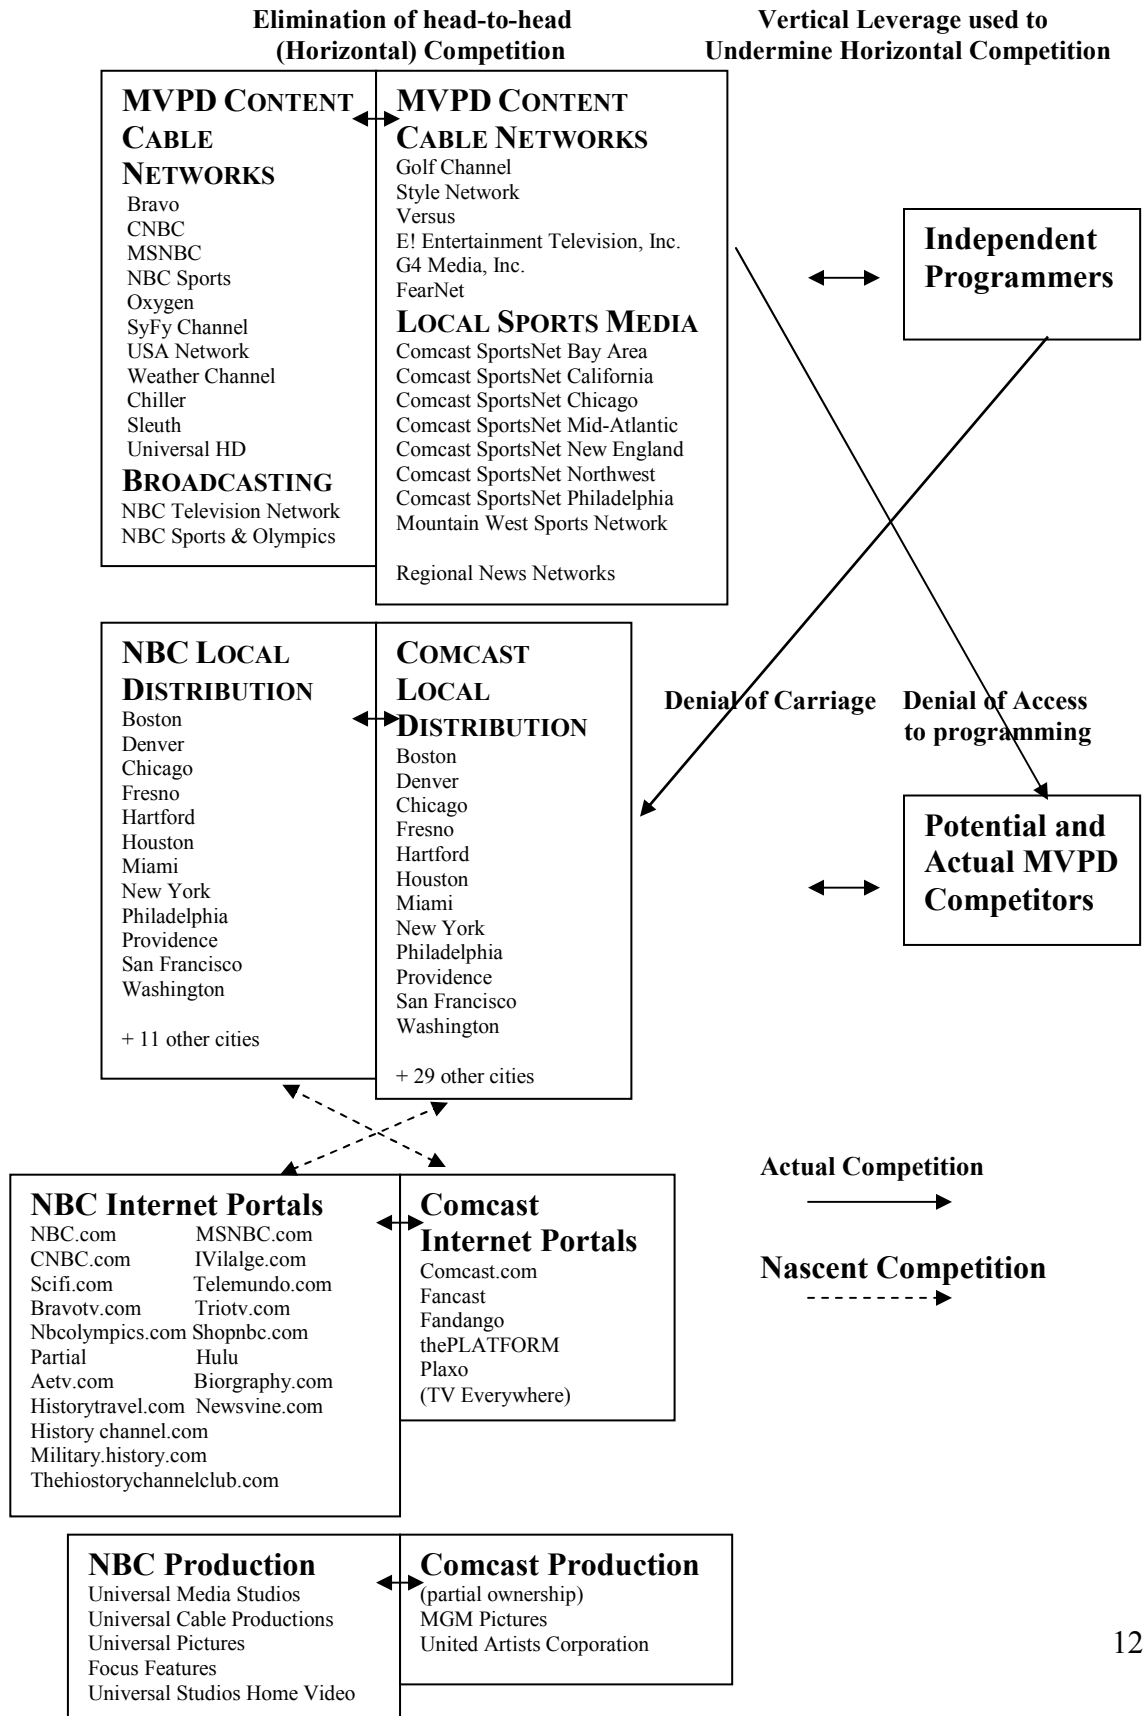 Elimination of head-to-head
(Horizontal) Competition
Vertical Leverage used to
Undermine Horizontal Competition
MVPD CONTENT
CABLE
NETWORKS
Bravo
CNBC
MSNBC
NBC Sports
Oxygen
SyFy Channel
USA Network
Weather Channel
Chiller
Sleuth
Universal HD
BROADCASTING
NBC Television Network
NBC Sports & Olympics
MVPD CONTENT
CABLE NETWORKS
Golf Channel
Style Network
Versus
E! Entertainment Television, Inc.
G4 Media, Inc.
FearNet
LOCAL SPORTS MEDIA
Comcast SportsNet Bay Area
Comcast SportsNet California
Comcast SportsNet Chicago
Comcast SportsNet Mid-Atlantic
Comcast SportsNet New England
Comcast SportsNet Northwest
Comcast SportsNet Philadelphia
Mountain West Sports Network
Regional News Networks
Independent
Programmers
NBC LOCAL
DISTRIBUTION
Boston
Denver
Chicago
Fresno
Hartford
Houston
Miami
New York
Philadelphia
Providence
San Francisco
Washington
+ 11 other cities
COMCAST
LOCAL
DISTRIBUTION
Boston
Denver
Chicago
Fresno
Hartford
Houston
Miami
New York
Philadelphia
Providence
San Francisco
Washington
+ 29 other cities
Denial of Carriage
Denial of Access
to programming
Potential and
Actual MVPD
Competitors
NBC Internet Portals
NBC.com MSNBC.com
CNBC.com IVilalge.com
Scifi.com Telemundo.com
Bravotv.com Triotv.com
Nbcolympics.com Shopnbc.com
Partial Hulu
Aetv.com Biorgraphy.com
Historytravel.com Newsvine.com
History channel.com
Military.history.com
Thehiostorychannelclub.com
Comcast
Internet Portals
Comcast.com
Fancast
Fandango
thePLATFORM
Plaxo
(TV Everywhere)
Actual Competition
Nascent Competition
NBC Production
Universal Media Studios
Universal Cable Productions
Universal Pictures
Focus Features
Universal Studios Home Video
Comcast Production
(partial ownership)
MGM Pictures
United Artists Corporation
12